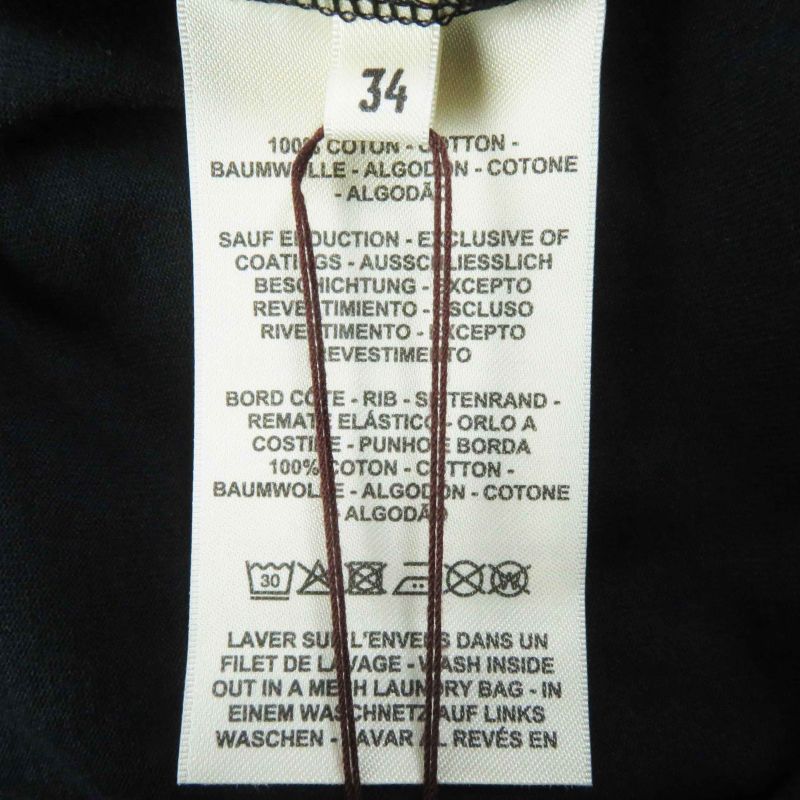 34
100% COTON - COTTON -
BAUMWOLLE - ALGODÓN - COTONE
- ALGODÃO
SAUF ENDUCTION - EXCLUSIVE OF
COATINGS - AUSSCHLIESSLICH
BESCHICHTUNG - EXCEPTO
REVESTIMIENTO - ESCLUSO
RIVESTIMENTO - EXCEPTO
REVESTIMENTO
BORD CÔTE - RIB - SEITENRAND -
REMATE ELÁSTICO - ORLO A
COSTINE - PUNHO E BORDA
100% COTON - COTTON -
BAUMWOLLE - ALGODÓN - COTONE
- ALGODÃO
30
W
LAVER SUR L'ENVERS DANS UN
FILET DE LAVAGE - WASH INSIDE
OUT IN A MESH LAUNDRY BAG - IN
EINEM WASCHNETZ AUF LINKS
WASCHEN - LAVAR AL REVÉS EN